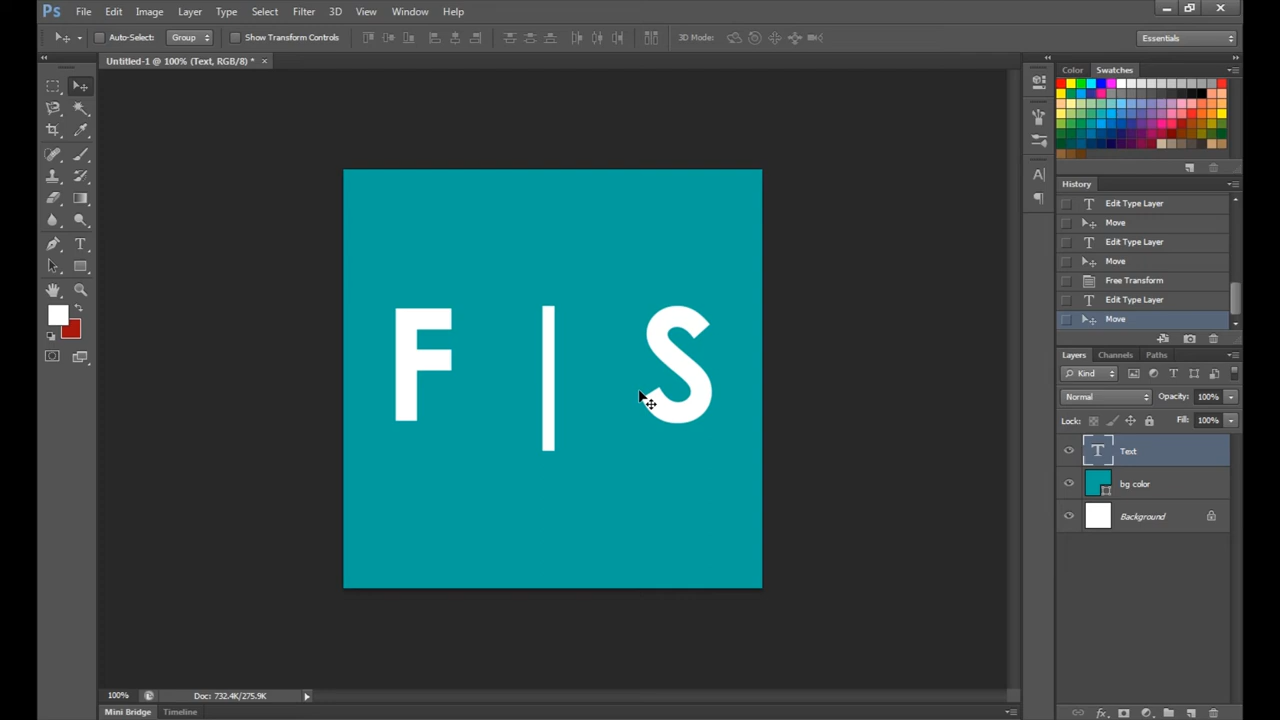 Ps File Edit Image Layer Type Select Filter 3D View Window Help
Auto-Select: Group Show Transform Controls 3D Mode: Essentials
Untitled-1 @ 100% (Text, RGB/8) * ×
Color Swatches
F | S
History
Edit Type Layer
Move
Edit Type Layer
Move
Free Transform
Edit Type Layer
Move
Layers Channels Paths
Kind
Normal Opacity: 100%
Lock: Fill: 100%
Text
bg color
Background
100% Doc: 732.4K/275.9K
Mini Bridge Timeline